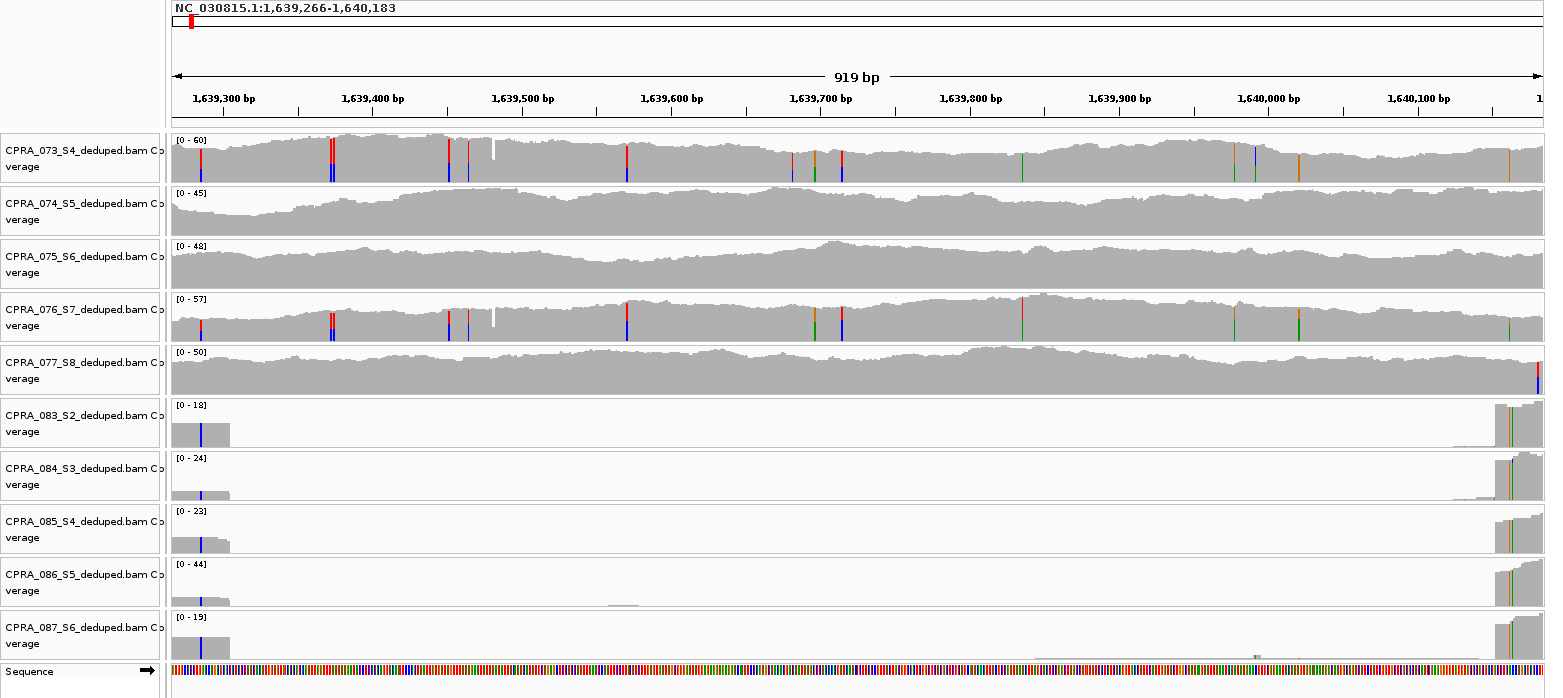 NC_030815.1:1,639,266-1,640,183
919 bp
1,639,300 bp 1,639,400 bp 1,639,500 bp 1,639,600 bp 1,639,700 bp 1,639,800 bp 1,639,900 bp 1,640,000 bp 1,640,100 bp 1
[0 - 60]
CPRA_073_S4_deduped.bam Co
verage
[0 - 45]
CPRA_074_S5_deduped.bam Co
verage
[0 - 48]
CPRA_075_S6_deduped.bam Co
verage
[0 - 57]
CPRA_076_S7_deduped.bam Co
verage
[0 - 50]
CPRA_077_S8_deduped.bam Co
verage
[0 - 18]
CPRA_083_S2_deduped.bam Co
verage
[0 - 24]
CPRA_084_S3_deduped.bam Co
verage
[0 - 23]
CPRA_085_S4_deduped.bam Co
verage
[0 - 44]
CPRA_086_S5_deduped.bam Co
verage
[0 - 19]
CPRA_087_S6_deduped.bam Co
verage
Sequence